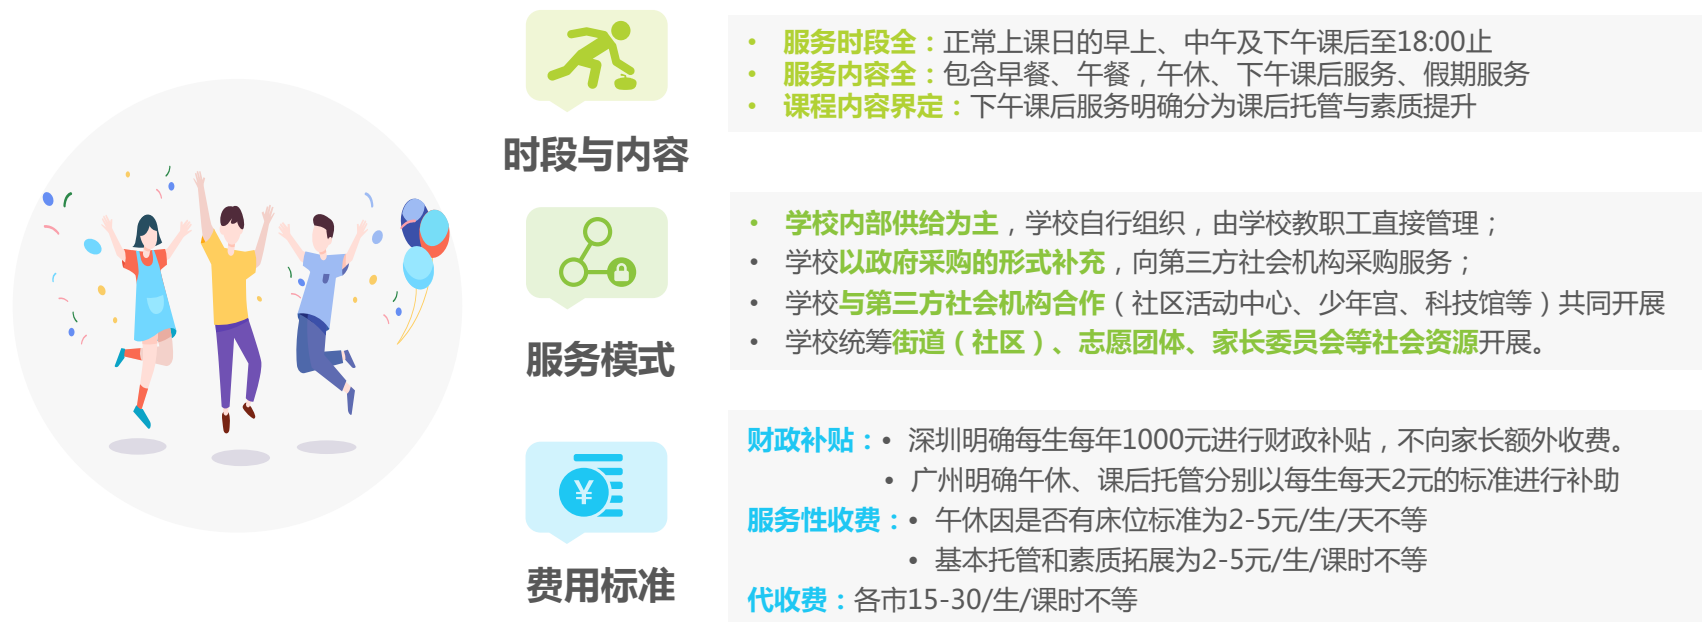 • 服务时段全：正常上课日的早上、中午及下午课后至18:00止
• 服务内容全：包含早餐、午餐，午休、下午课后服务、假期服务
• 课程内容界定：下午课后服务明确分为课后托管与素质提升
时段与内容
• 学校内部供给为主，学校自行组织，由学校教职工直接管理；
• 学校以政府采购的形式补充，向第三方社会机构采购服务；
• 学校与第三方社会机构合作（社区活动中心、少年宫、科技馆等）共同开展
• 学校统筹街道（社区）、志愿团体、家长委员会等社会资源开展。
服务模式
财政补贴：• 深圳明确每生每年1000元进行财政补贴，不向家长额外收费。
• 广州明确午休、课后托管分别以每生每天2元的标准进行补助
服务性收费：• 午休因是否有床位标准为2-5元/生/天不等
• 基本托管和素质拓展为2-5元/生/课时不等
代收费：各市15-30/生/课时不等
¥
费用标准